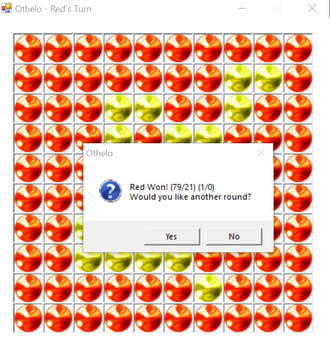 Othelo - Red's Turn
Othelo
Red Won! (79/21) (1/0)
Would you like another round?
Yes
No